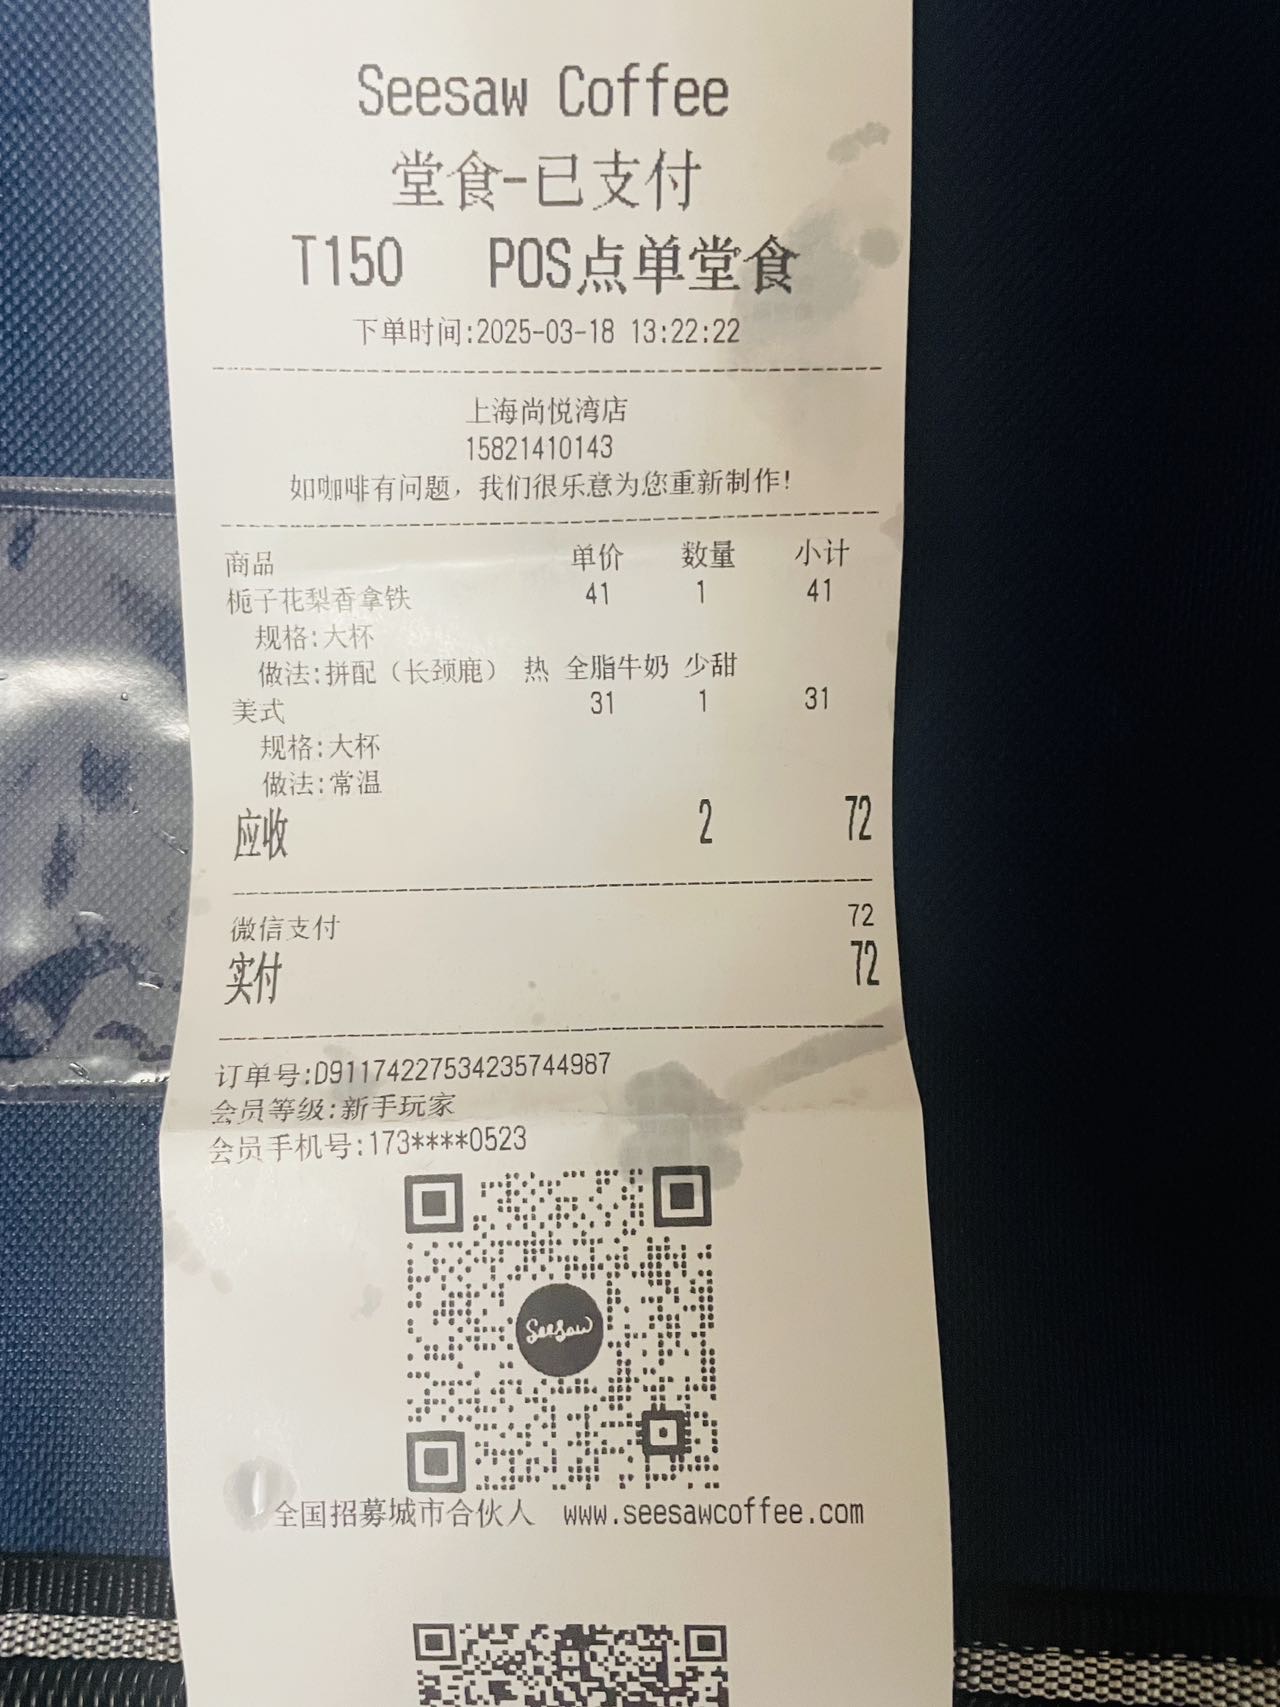 Seesaw Coffee
堂食-已支付
T150 POS点单堂食
下单时间:2025-03-18 13:22:22
上海尚悦湾店
15821410143
如咖啡有问题，我们很乐意为您重新制作!
商品 单价 数量 小计
栀子花梨香拿铁 41 1 41
规格:大杯
做法:拼配（长颈鹿） 热 全脂牛奶 少甜
美式 31 1 31
规格:大杯
做法:常温
应收 2 72
微信支付 72
实付 72
订单号:D91174227534235744987
会员等级:新手玩家
会员手机号:173****0523
Seesaw
全国招募城市合伙人 www.seesawcoffee.com